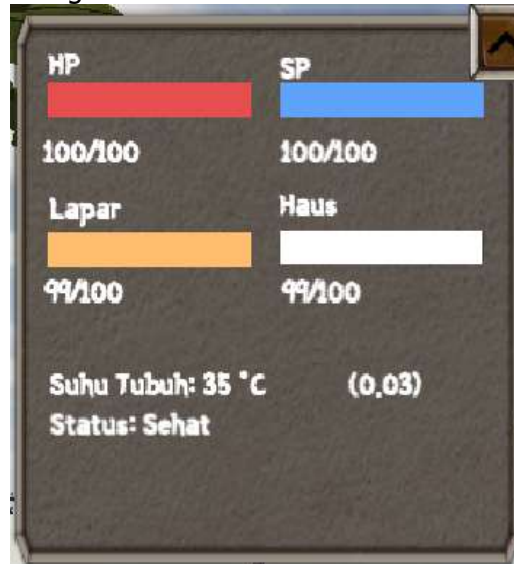 HP
SP
100/100
100/100
Lapar
Haus
99/100
99/100
Suhu Tubuh: 35 °C (0,03)
Status: Sehat